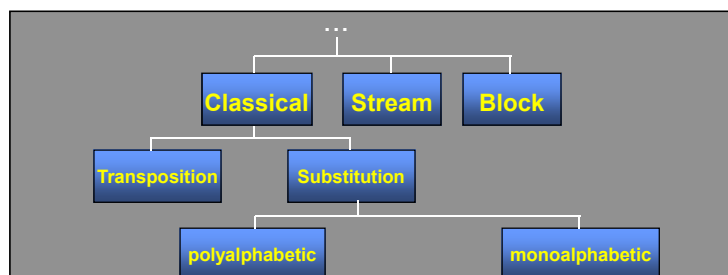 ...
Classical Stream Block
Transposition Substitution
polyalphabetic monoalphabetic